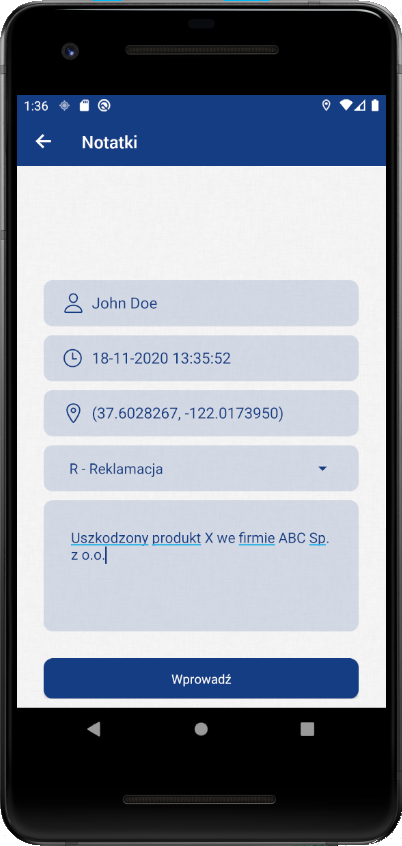 1:36
Notatki
John Doe
18-11-2020 13:35:52
(37.6028267, -122.0173950)
R - Reklamacja
Uszkodzony produkt X we firmie ABC Sp.
z o.o.
Wprowadź